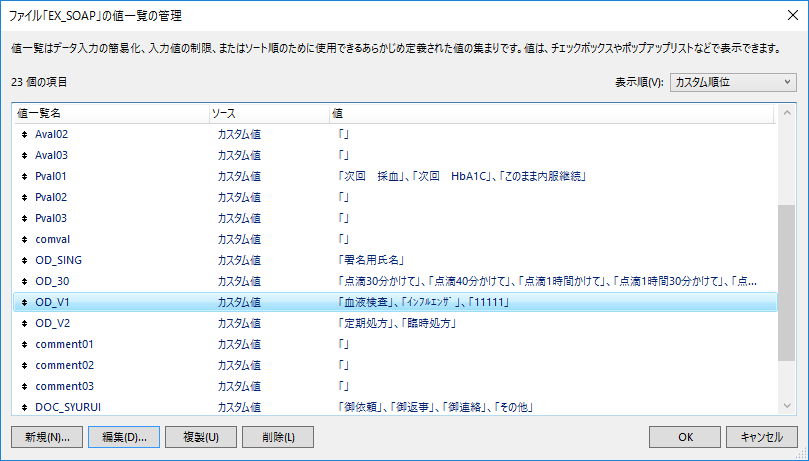 ファイル「EX_SOAP」の値一覧の管理
値一覧はデータ入力の簡易化、入力値の制限、またはソート順のために使用できるあらかじめ定義された値の集まりです。値は、チェックボックスやポップアップリストなどで表示できます。
23 個の項目 表示順(V): カスタム順位
値一覧名 ソース 値
Aval02 カスタム値 「」
Aval03 カスタム値 「」
Pval01 カスタム値 「次回　採血」、「次回　HbA1C」、「このまま内服継続」
Pval02 カスタム値 「」
Pval03 カスタム値 「」
comval カスタム値 「」
OD_SING カスタム値 「署名用氏名」
OD_30 カスタム値 「点滴30分かけて」、「点滴40分かけて」、「点滴1時間かけて」、「点滴1時間30分かけて」、「点...
OD_V1 カスタム値 「血液検査」、「ｲﾝﾌﾙｴﾝｻﾞ」、「11111」
OD_V2 カスタム値 「定期処方」、「臨時処方」
comment01 カスタム値 「」
comment02 カスタム値 「」
comment03 カスタム値 「」
DOC_SYURUI カスタム値 「御依頼」、「御返事」、「御連絡」、「その他」
新規(N)... 編集(D)... 複製(U) 削除(L) OK キャンセル